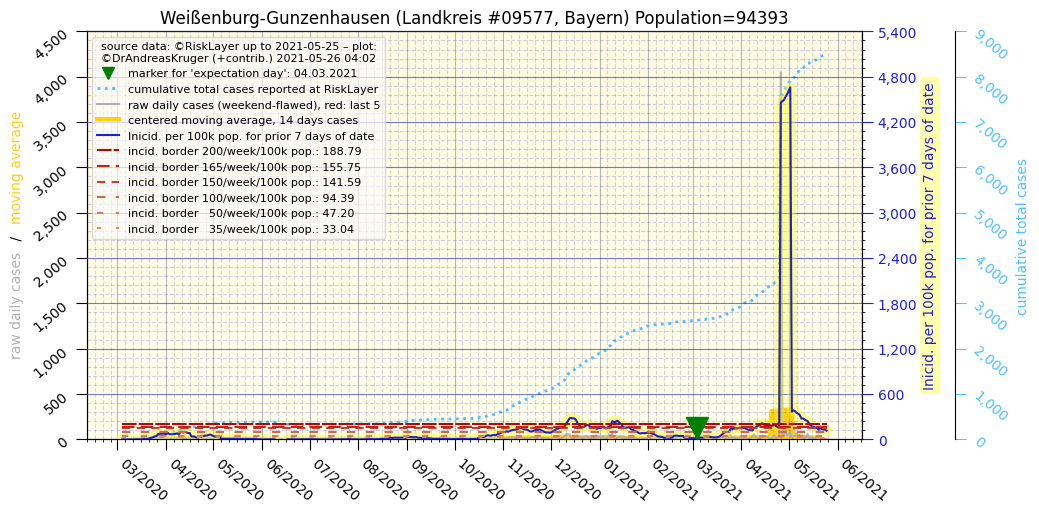 Weißenburg-Gunzenhausen (Landkreis #09577, Bayern) Population=94393
source data: ©RiskLayer up to 2021-05-25 – plot:
©DrAndreasKruger (+contrib.) 2021-05-26 04:02
marker for 'expectation day': 04.03.2021
cumulative total cases reported at RiskLayer
raw daily cases (weekend-flawed), red: last 5
centered moving average, 14 days cases
Inicid. per 100k pop. for prior 7 days of date
incid. border 200/week/100k pop.: 188.79
incid. border 165/week/100k pop.: 155.75
incid. border 150/week/100k pop.: 141.59
incid. border 100/week/100k pop.: 94.39
incid. border   50/week/100k pop.: 47.20
incid. border   35/week/100k pop.: 33.04
raw daily cases  /  moving average
4,500
4,000
3,500
3,000
2,500
2,000
1,500
1,000
500
0
5,400
4,800
4,200
3,600
3,000
2,400
1,800
1,200
600
0
Inicid. per 100k pop. for prior 7 days of date
9,000
8,000
7,000
6,000
5,000
4,000
3,000
2,000
1,000
0
cumulative total cases
03/2020
04/2020
05/2020
06/2020
07/2020
08/2020
09/2020
10/2020
11/2020
12/2020
01/2021
02/2021
03/2021
04/2021
05/2021
06/2021